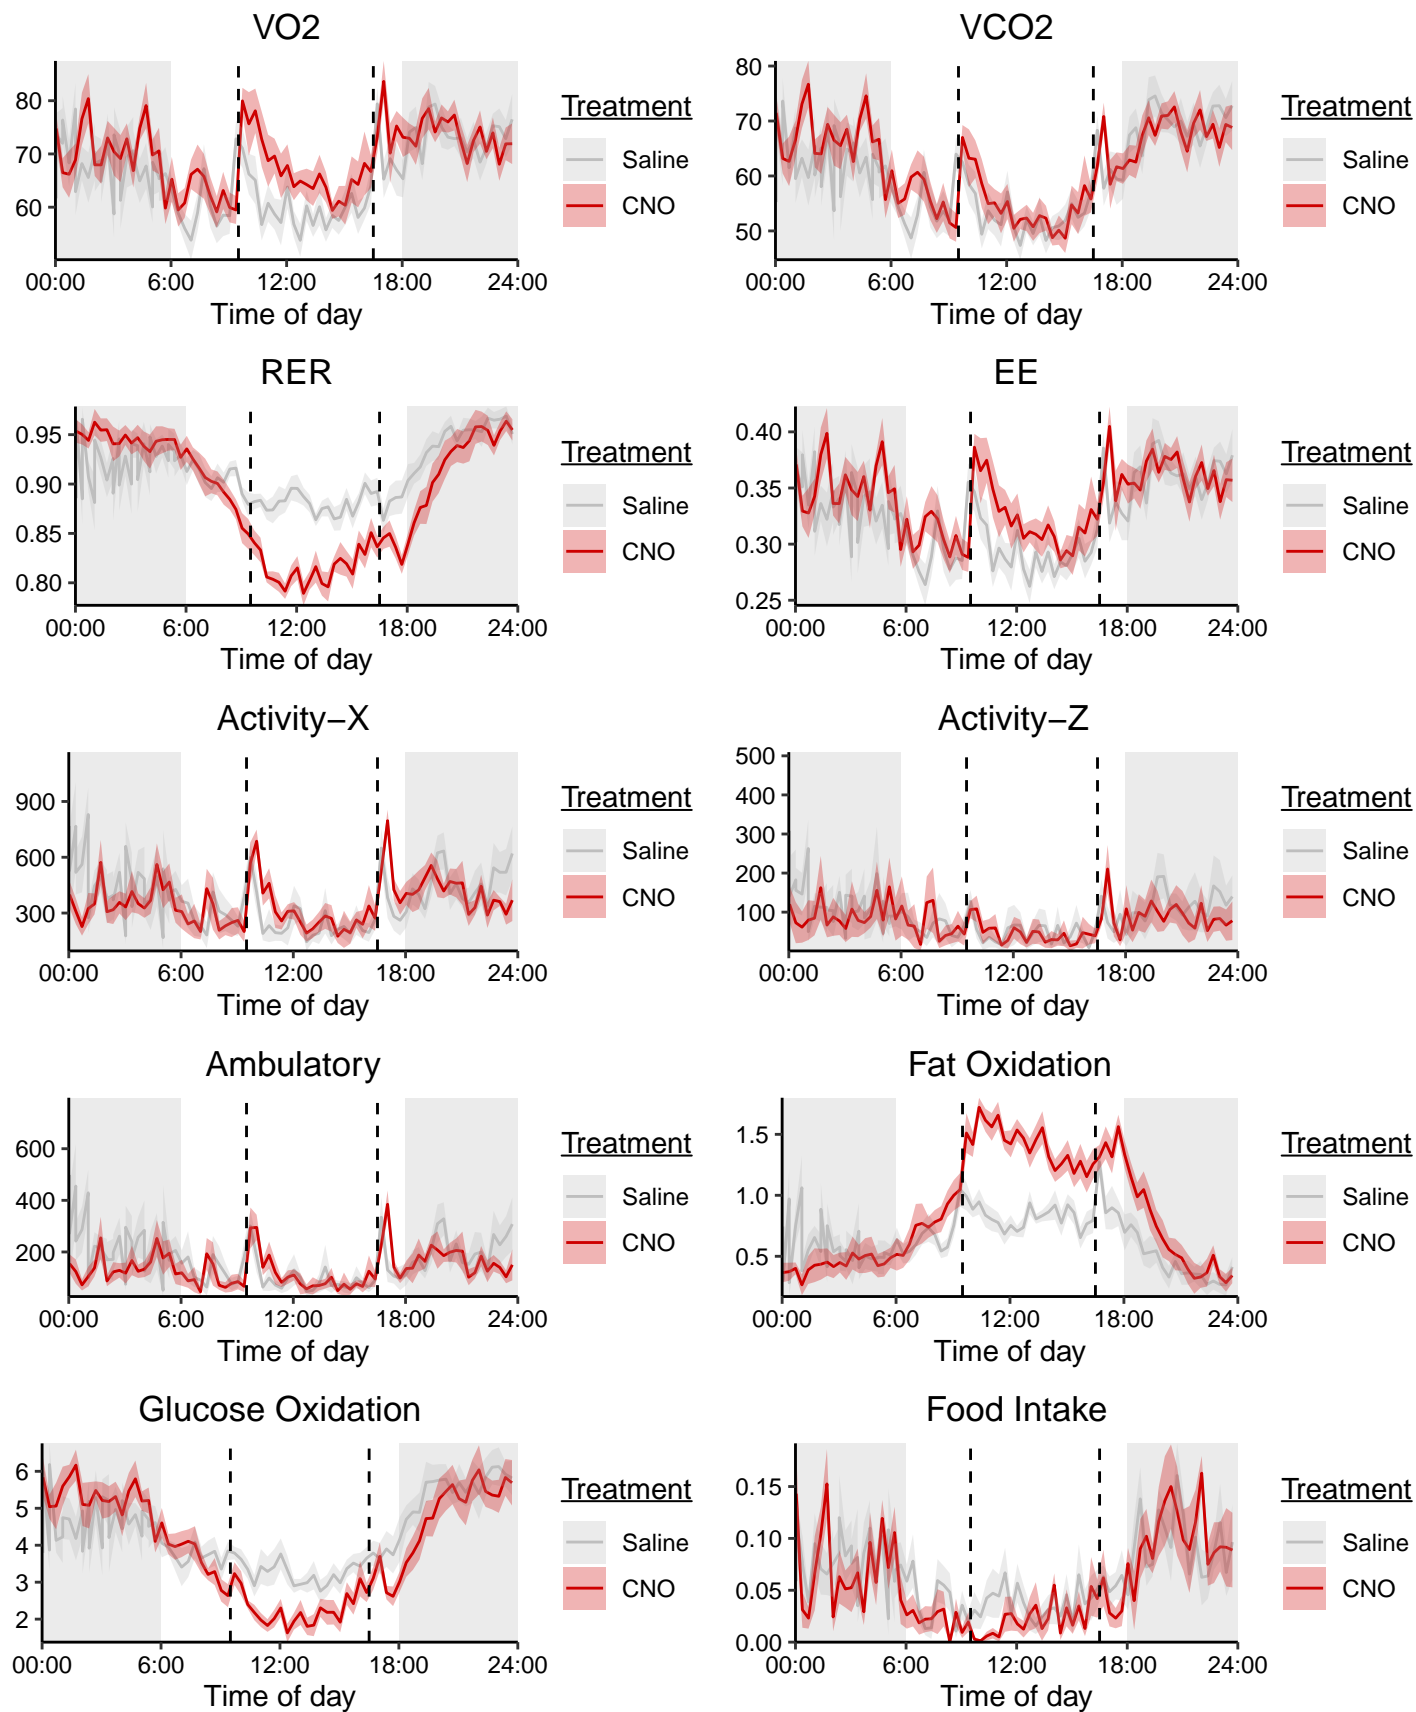 VO2
80
70
60
00:00 6:00 12:00 18:00 24:00
Time of day
Treatment
Saline
CNO
VCO2
80
70
60
50
00:00 6:00 12:00 18:00 24:00
Time of day
Treatment
Saline
CNO
RER
0.95
0.90
0.85
0.80
00:00 6:00 12:00 18:00 24:00
Time of day
Treatment
Saline
CNO
EE
0.40
0.35
0.30
0.25
00:00 6:00 12:00 18:00 24:00
Time of day
Treatment
Saline
CNO
Activity−X
900
600
300
00:00 6:00 12:00 18:00 24:00
Time of day
Treatment
Saline
CNO
Activity−Z
500
400
300
200
100
00:00 6:00 12:00 18:00 24:00
Time of day
Treatment
Saline
CNO
Ambulatory
600
400
200
00:00 6:00 12:00 18:00 24:00
Time of day
Treatment
Saline
CNO
Fat Oxidation
1.5
1.0
0.5
00:00 6:00 12:00 18:00 24:00
Time of day
Treatment
Saline
CNO
Glucose Oxidation
6
5
4
3
2
00:00 6:00 12:00 18:00 24:00
Time of day
Treatment
Saline
CNO
Food Intake
0.15
0.10
0.05
0.00
00:00 6:00 12:00 18:00 24:00
Time of day
Treatment
Saline
CNO